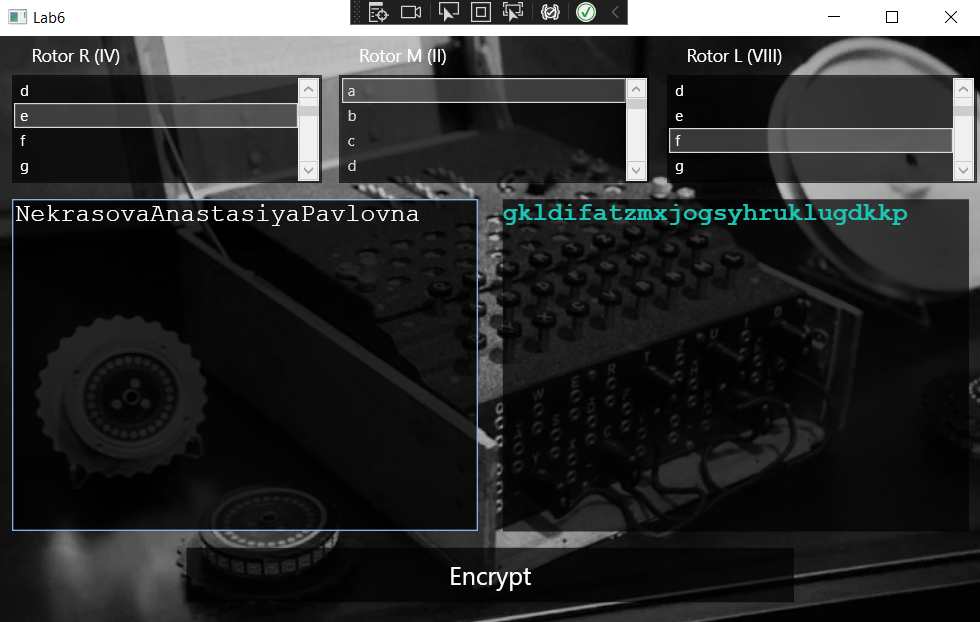 Lab6
Rotor R (IV)
Rotor M (II)
Rotor L (VIII)
d
e
f
g
a
b
c
d
d
e
f
g
NekrasovaAnastasiyaPavlovna
gkldifatzmxjogsyhruklugdkkp
Encrypt